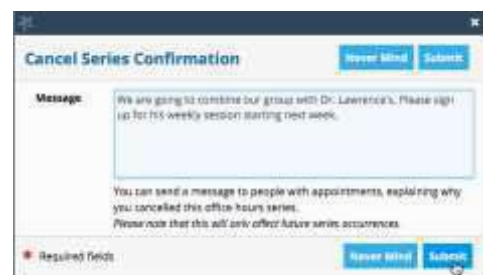 Cancel Series Confirmation
Never Mind
Submit
Message
We are going to combine our group with Dr. Lawrence's. Please sign
up for his weekly session starting next week.
You can send a message to people with appointments, explaining why
you cancelled this office hours series.
Please note that this will only affect future series occurrences.
* Required fields
Never Mind
Submit